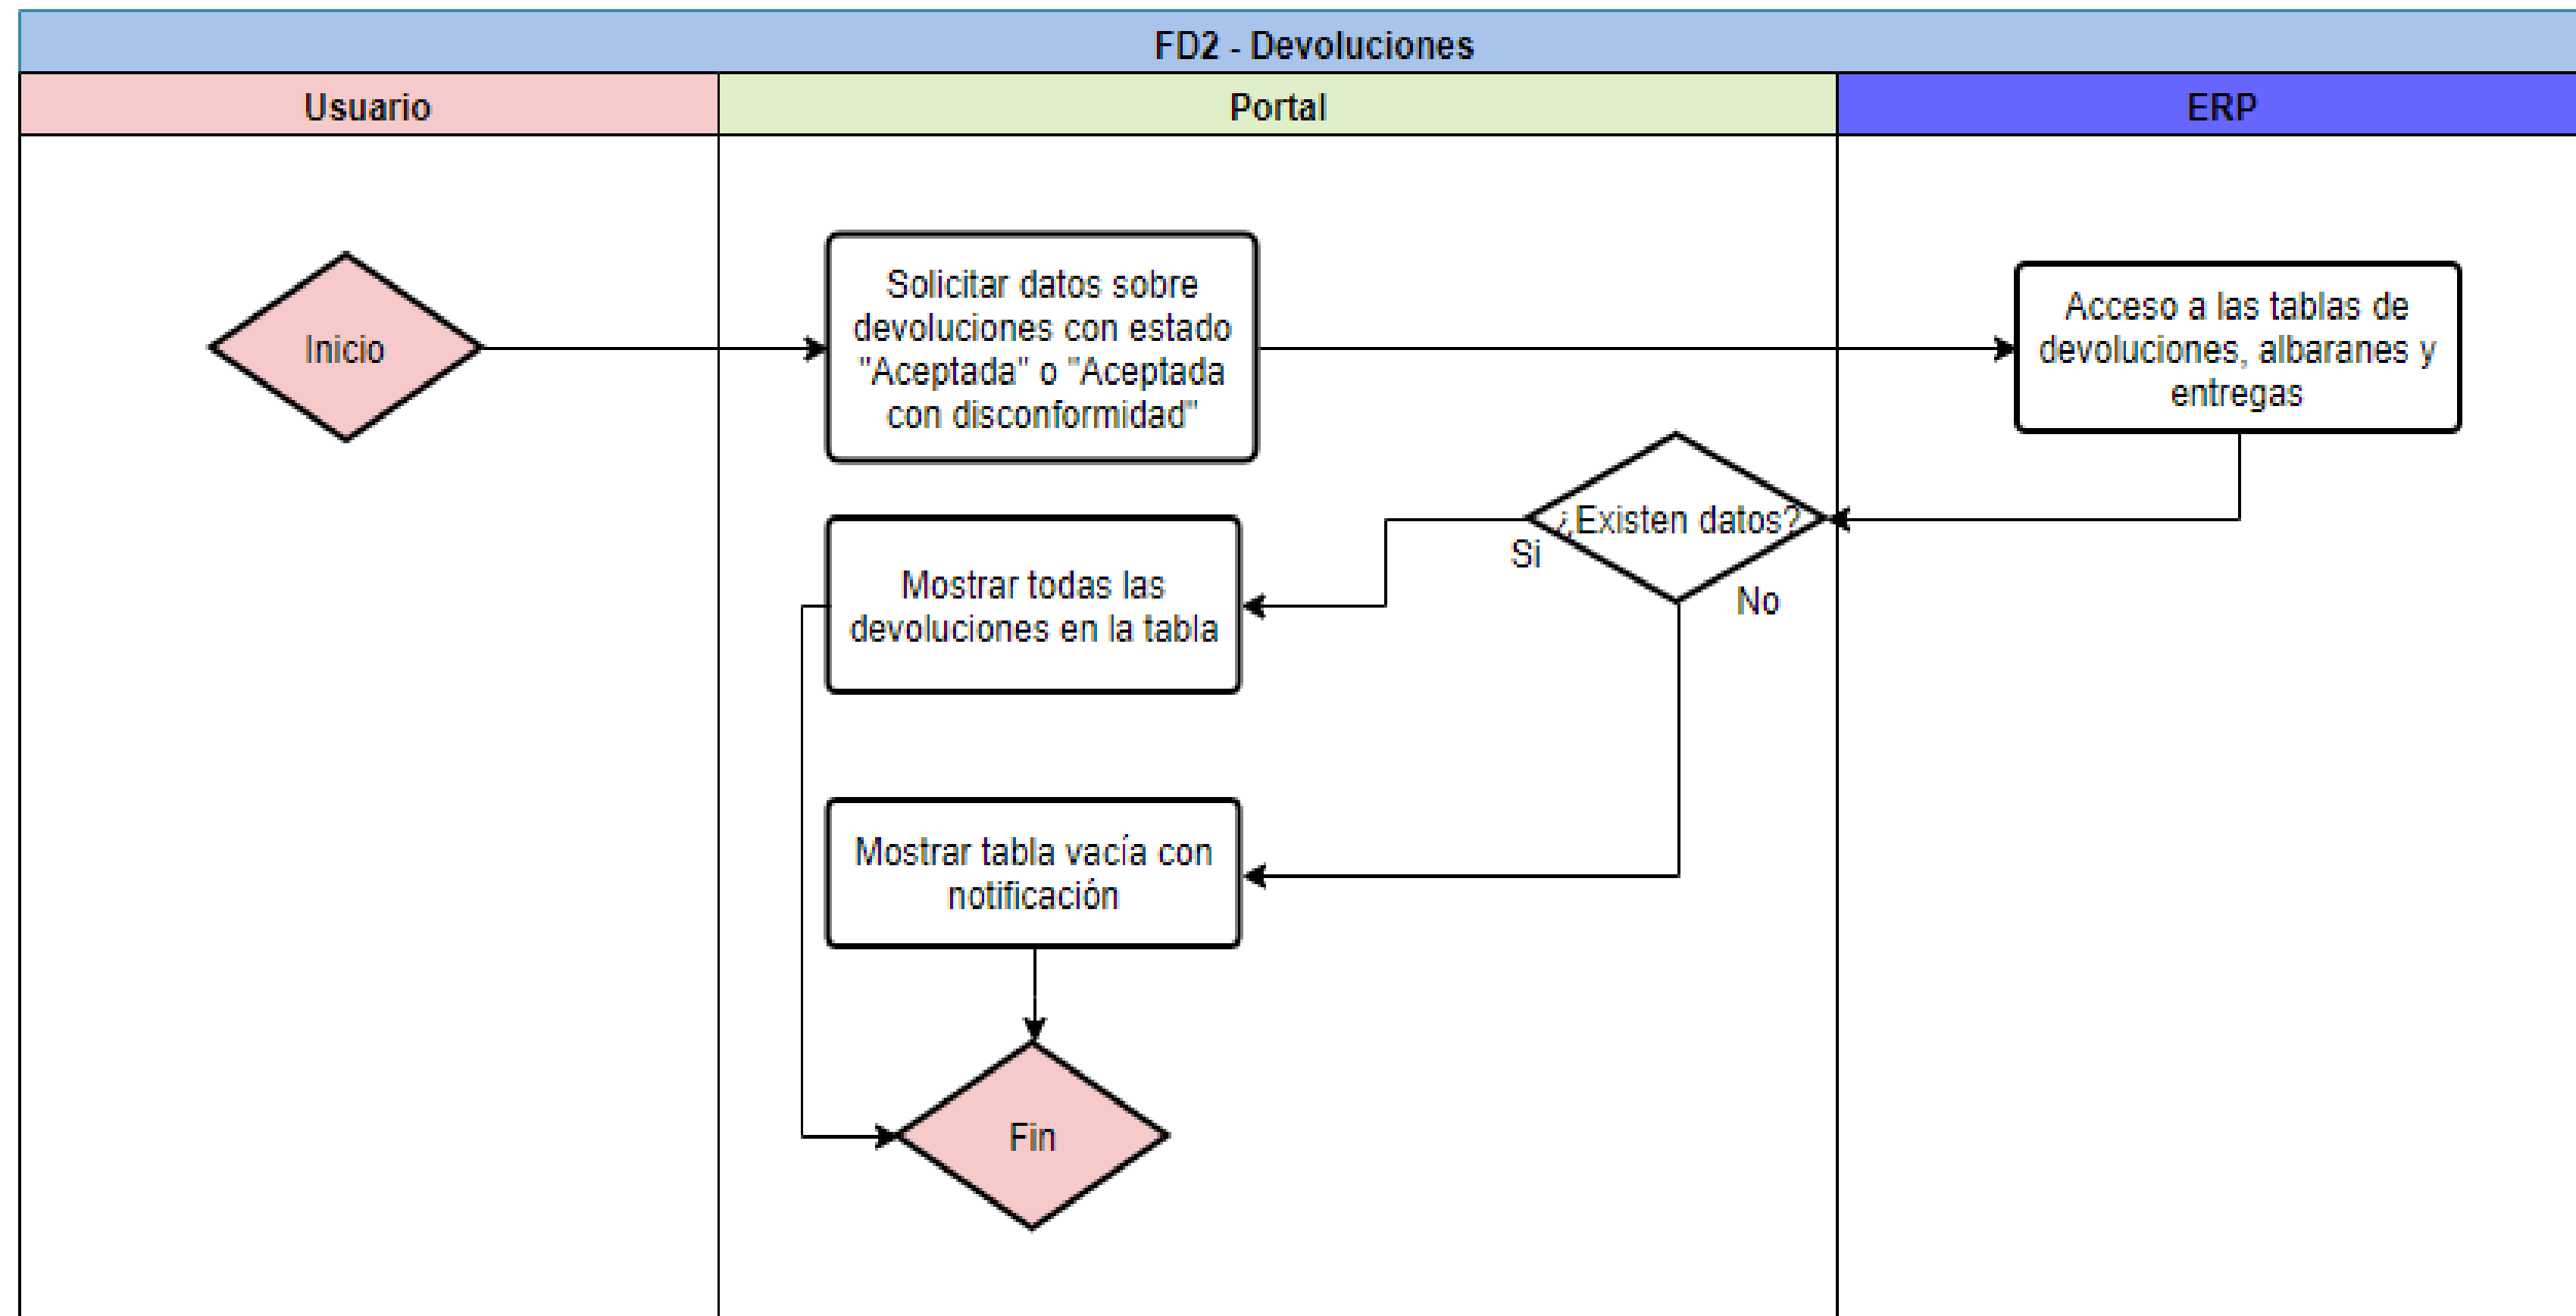 FD2 - Devoluciones
Usuario
Portal
ERP
Inicio
Solicitar datos sobre
devoluciones con estado
"Aceptada" o "Aceptada
con disconformidad"
Acceso a las tablas de
devoluciones, albaranes y
entregas
¿Existen datos?
Si
No
Mostrar todas las
devoluciones en la tabla
Mostrar tabla vacía con
notificación
Fin